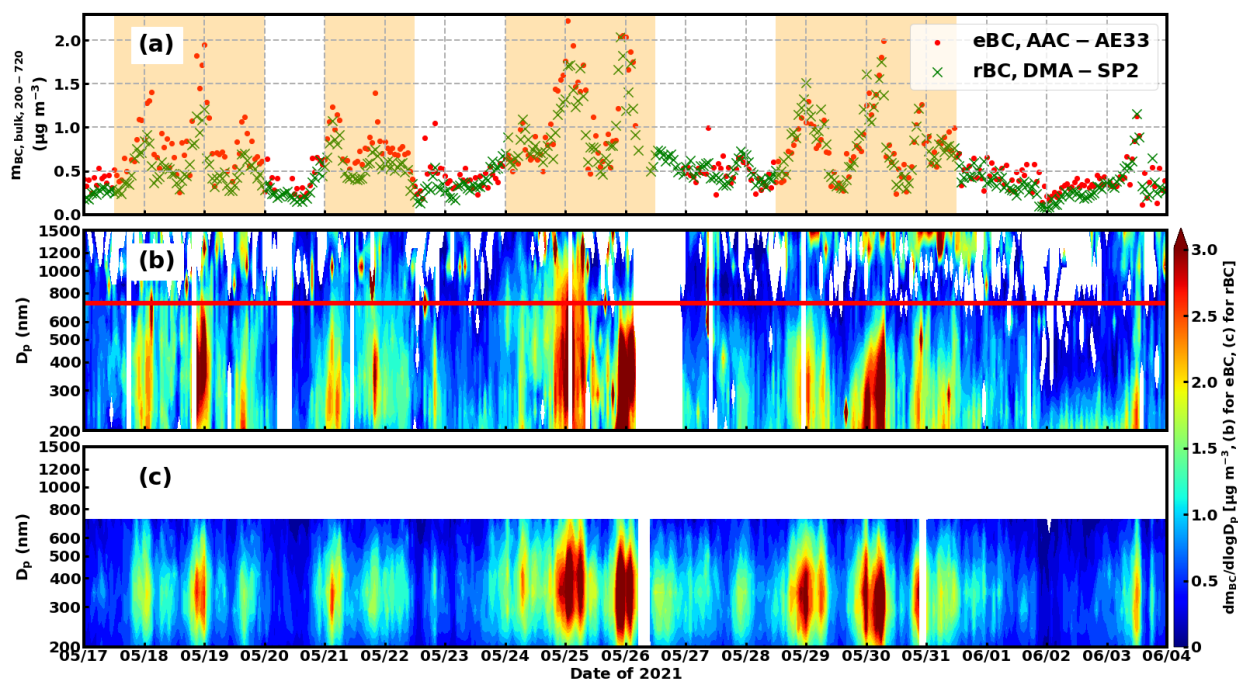 (a)
eBC, AAC − AE33
rBC, DMA − SP2
m_BC, bulk, 200 − 720
(μg m⁻³)
2.0
1.5
1.0
0.5
0.0
(b)
D_p (nm)
1500
1200
1000
800
600
400
300
200
(c)
D_p (nm)
1500
1200
1000
800
600
500
400
300
200
05/17 05/18 05/19 05/20 05/21 05/22 05/23 05/24 05/25 05/26 05/27 05/28 05/29 05/30 05/31 06/01 06/02 06/03 06/04
Date of 2021
3.0
2.5
2.0
1.5
1.0
0.5
0
dm_BC/dlogD_p [μg m⁻³, (b) for eBC, (c) for rBC]